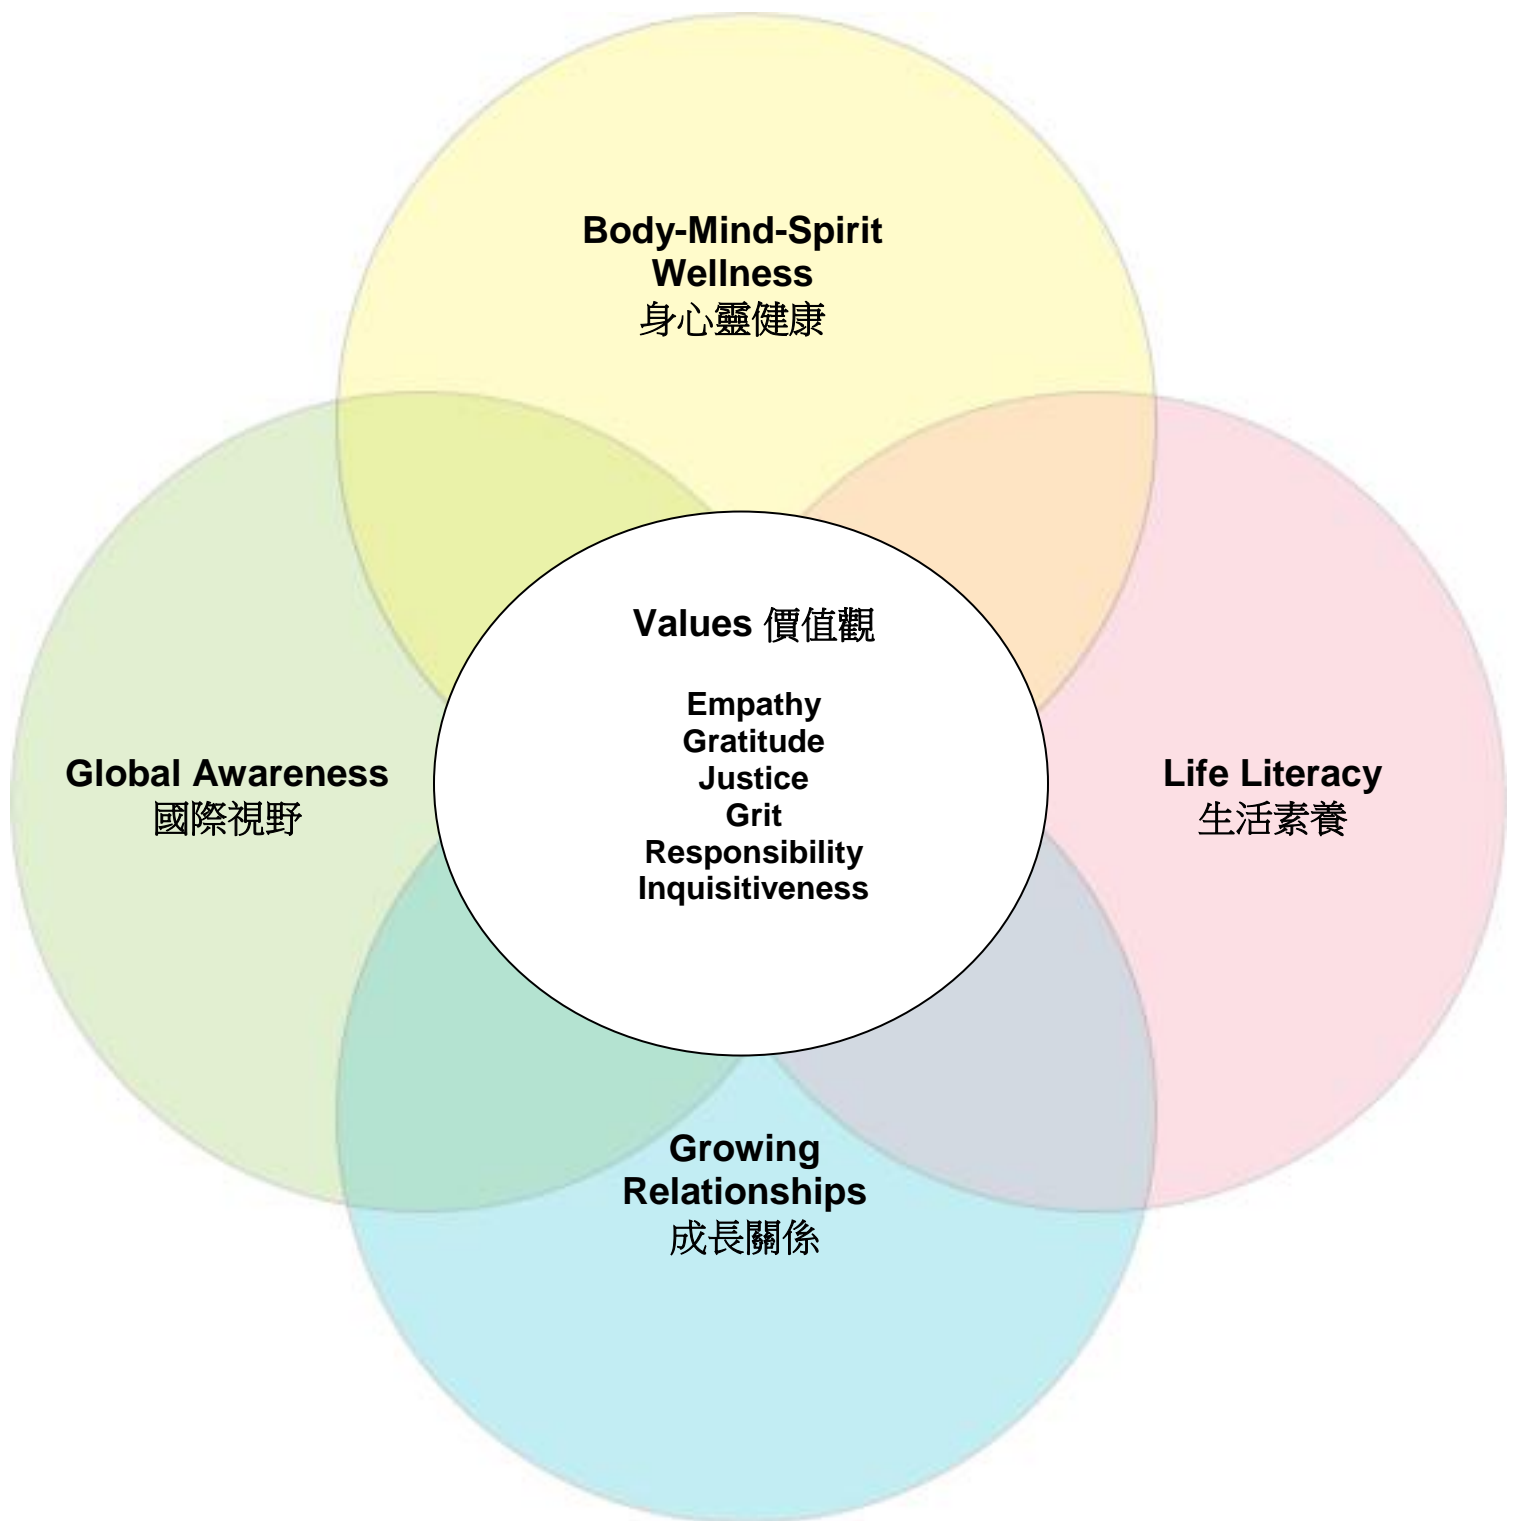 Body-Mind-Spirit
Wellness
身心靈健康
Values 價值觀
Empathy
Gratitude
Justice
Grit
Responsibility
Inquisitiveness
Global Awareness
國際視野
Life Literacy
生活素養
Growing
Relationships
成長關係